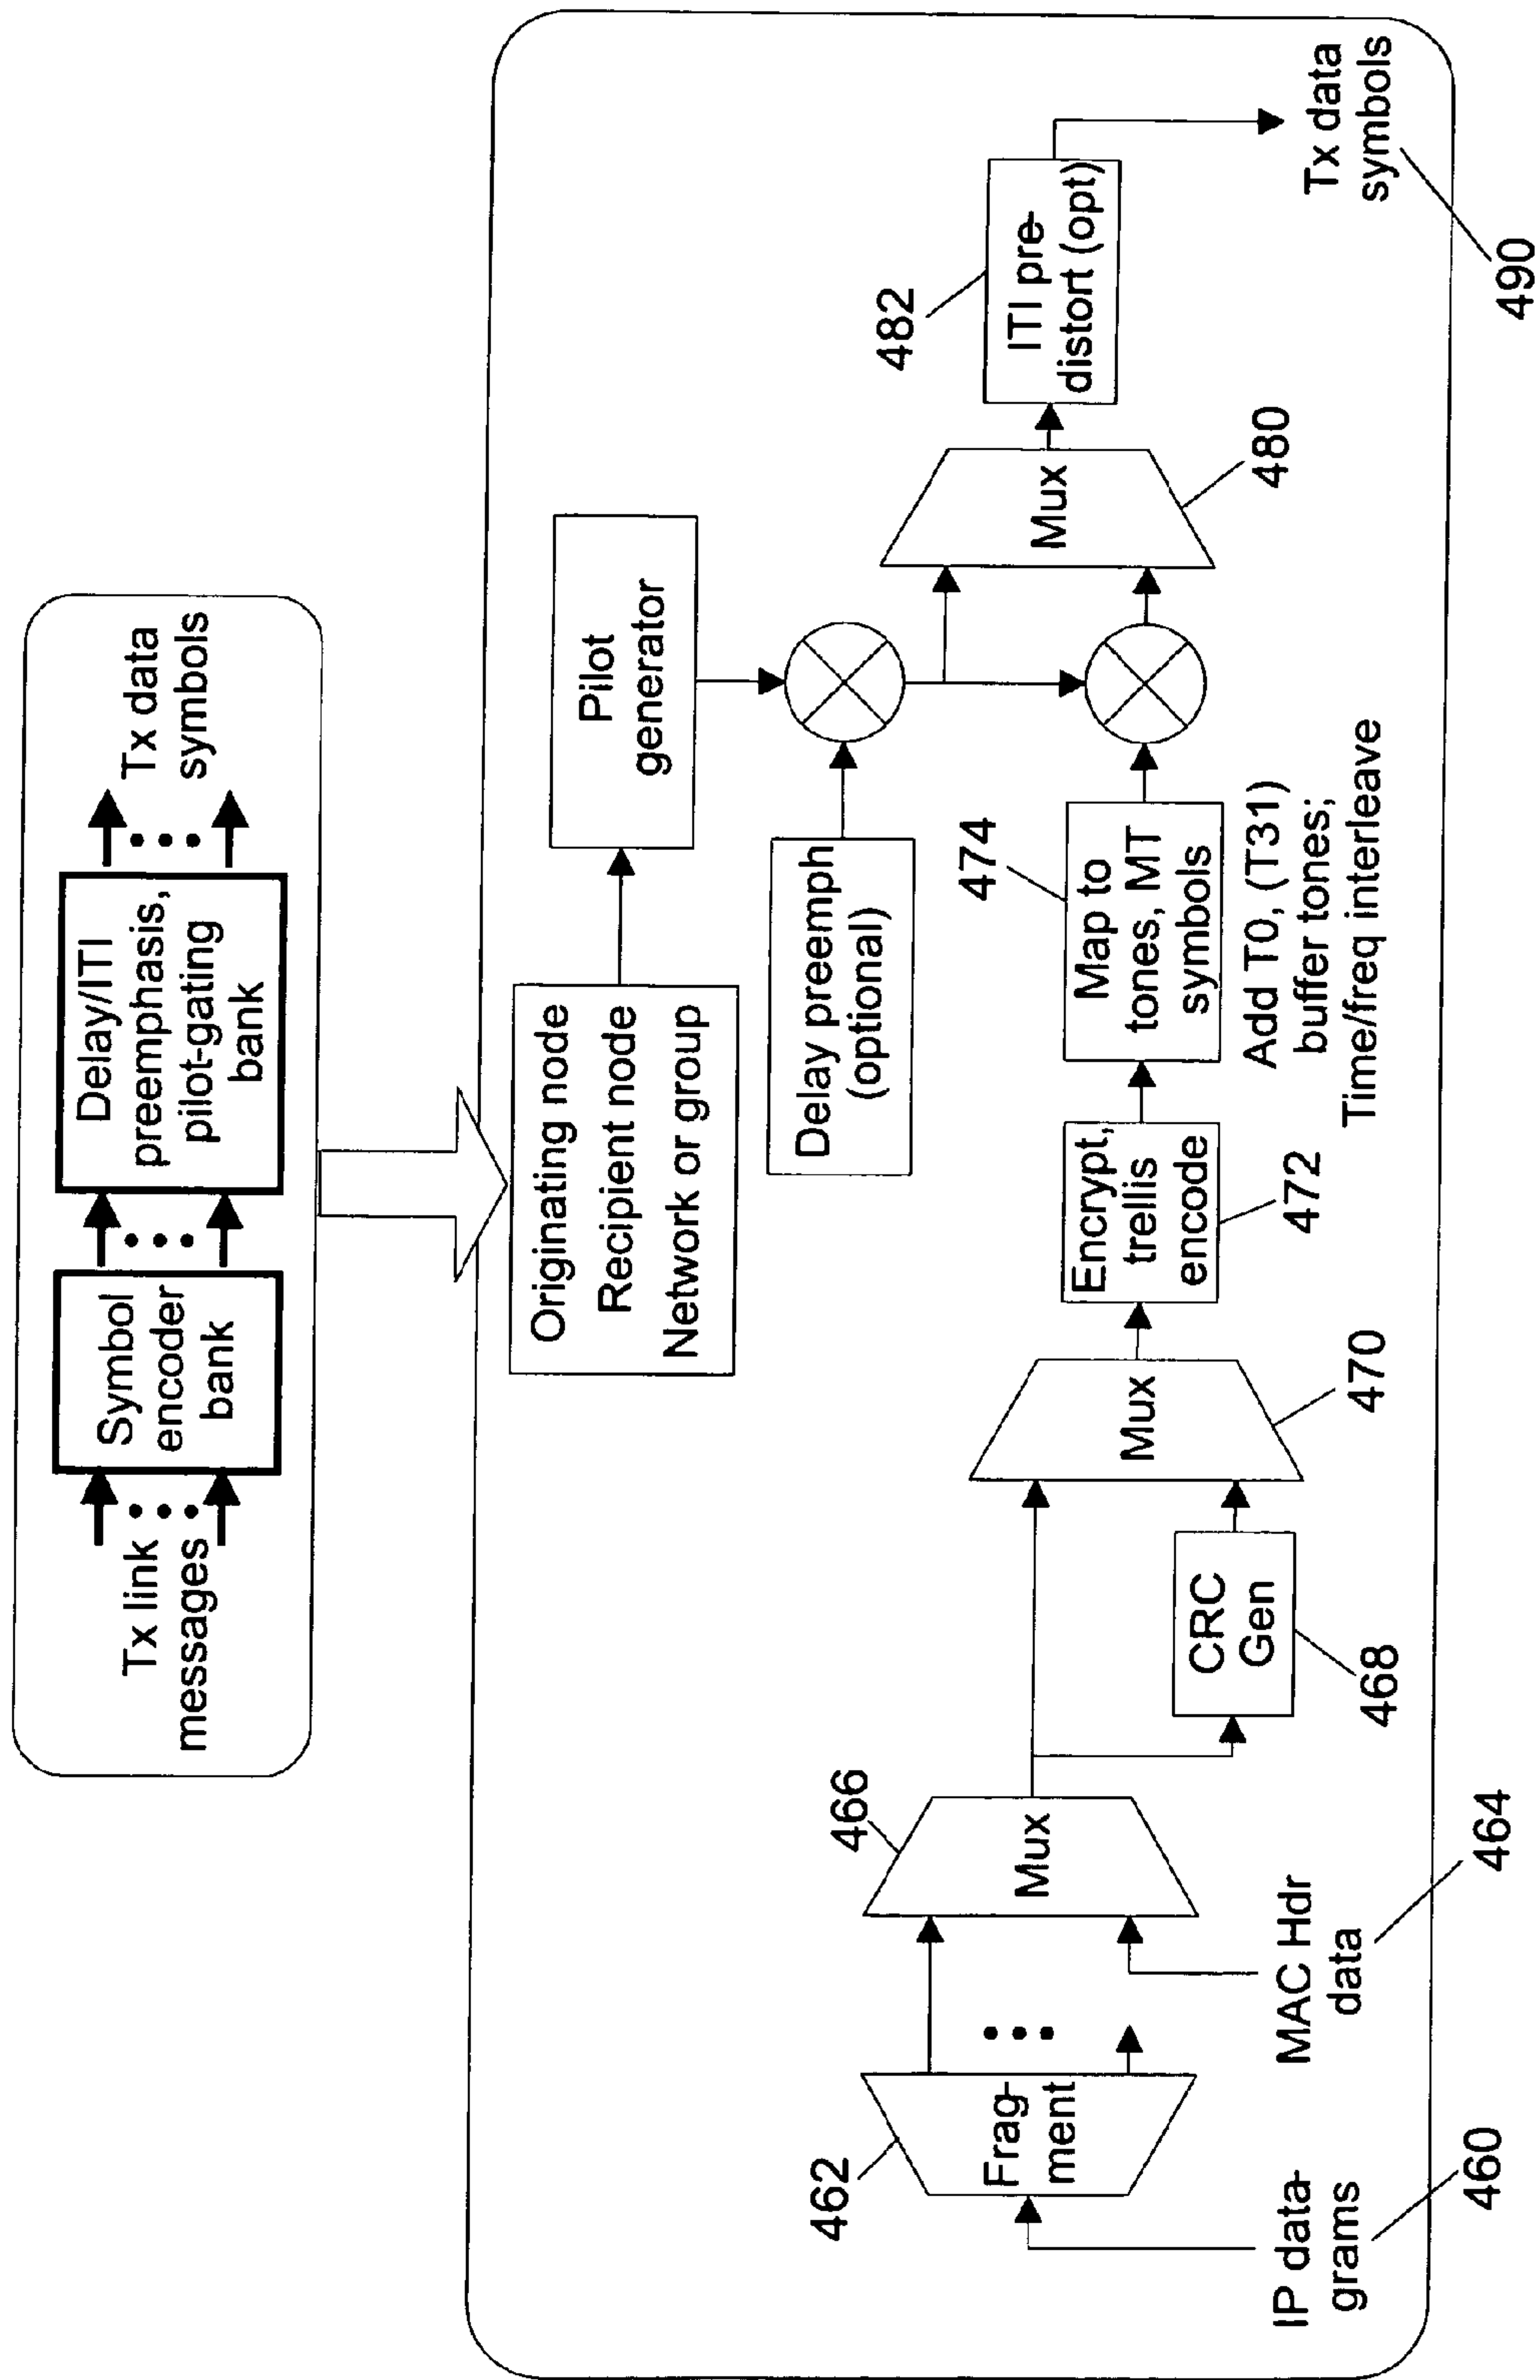 Tx link
messages
Symbol
encoder
bank
Delay/ITI
preemphasis,
pilot-gating
bank
Tx data
symbols
Originating node
Recipient node
Network or group
Pilot
generator
Delay preemph
(optional)
IP data-
grams
460
462
Frag-
ment
MAC Hdr
data
464
466
Mux
CRC
Gen
468
Mux
470
Encrypt,
trellis
encode
472
474
Map to
tones, MT
symbols
Add T0, (T31)
buffer tones;
Time/freq interleave
Mux
480
482
ITI pre-
distort (opt)
Tx data
symbols
490